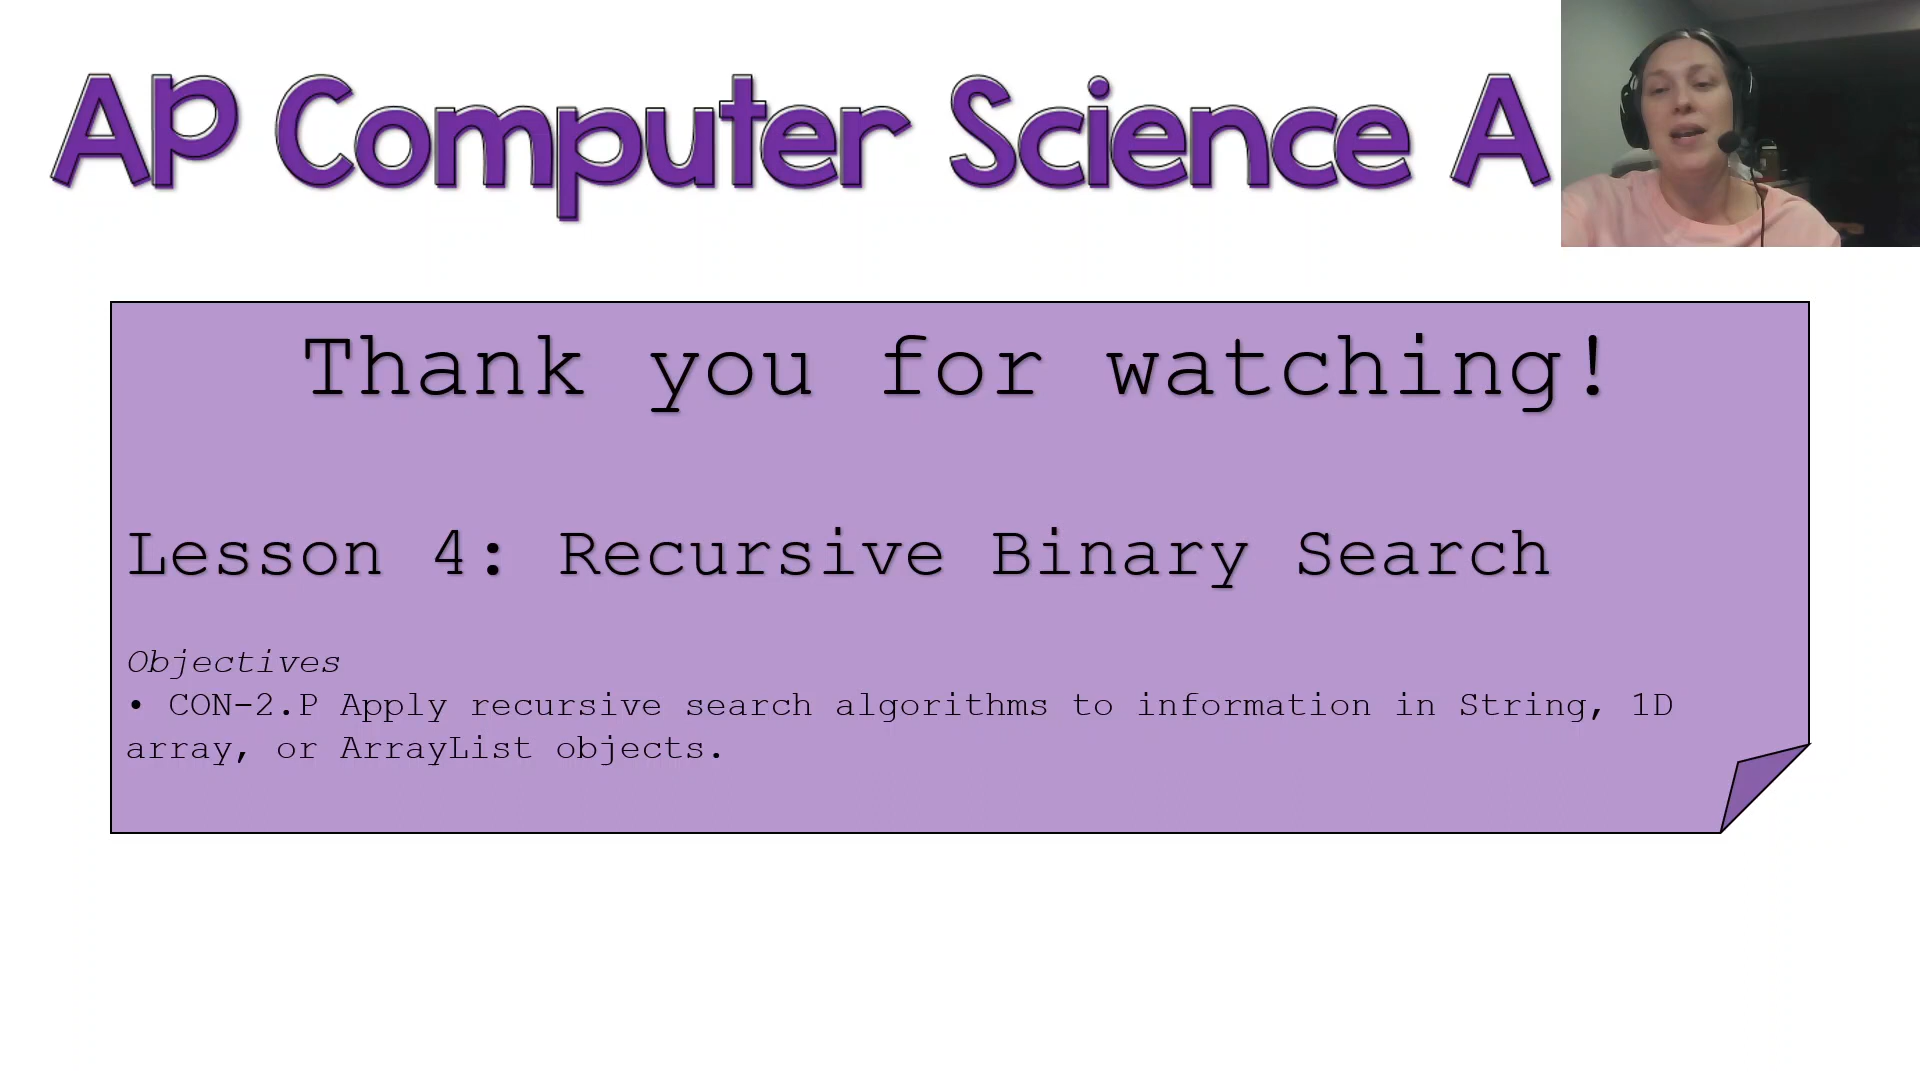 Ap Computer Science A
Thank you for watching!
Lesson 4: Recursive Binary Search
Objectives
• CON-2.P Apply recursive search algorithms to information in String, 1D
array, or ArrayList objects.